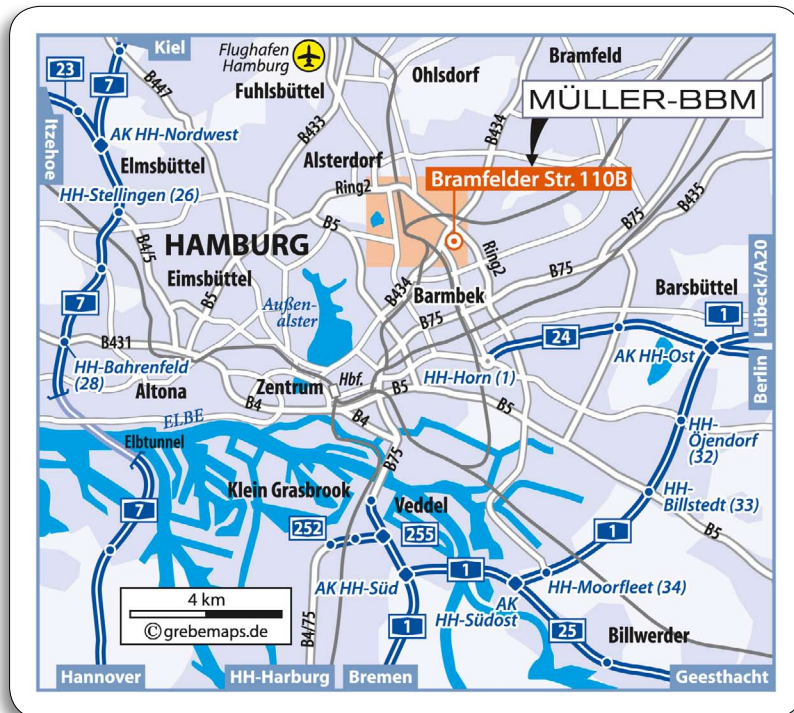 Kiel
Flughafen
Hamburg
Bramfeld
23
7
B447
Ohlsdorf
Fuhlsbüttel
MÜLLER-BBM
Itzehoe
AK HH-Nordwest
B433
B434
Elmsbüttel
Alsterdorf
Bramfelder Str. 110B
Ring2
HH-Stellingen (26)
B75
B435
B5
HAMBURG
B4/5
Ring2
Eimsbüttel
B75
Barsbüttel
Lübeck/A20
7
B5
Außen-
alster
B434
Barmbek
1
B75
24
B431
AK HH-Ost
HH-Bahrenfeld
(28)
Zentrum
Hbf.
HH-Horn (1)
Berlin
Altona
B4
B5
B5
ELBE
B4
HH-
Öjendorf
(32)
Elbtunnel
B75
Klein Grasbrook
Veddel
HH-
Billstedt (33)
7
252
255
1
B5
AK HH-Süd
1
HH-Moorfleet (34)
4 km
AK
HH-Südost
©grebemaps.de
B4/75
1
25
Billwerder
Hannover
HH-Harburg
Bremen
Geesthacht